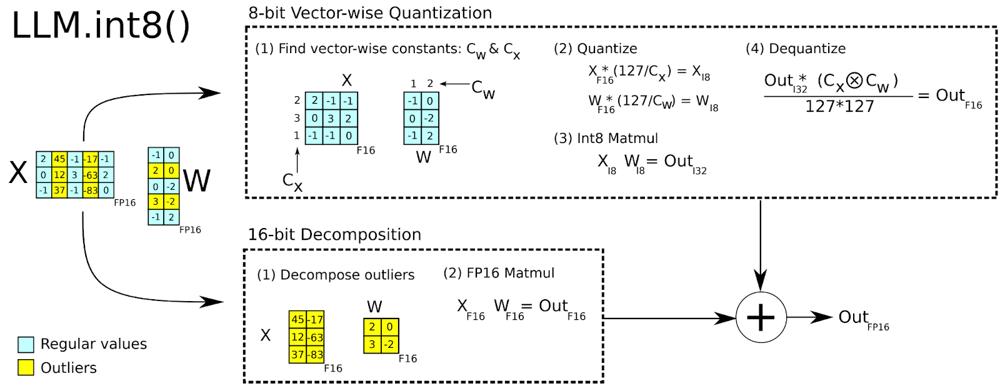 LLM.int8()
8-bit Vector-wise Quantization
(1) Find vector-wise constants: Cw & Cx
(2) Quantize
(4) Dequantize
X
1 2
Cw
2 2 -1 -1
3 0 3 2
1 -1 -1 0
F16
Cx
-1 0
0 -2
-1 2
F16
W
XF16 * (127/Cx) = XI8
WF16 * (127/Cw) = WI8
(3) Int8 Matmul
XI8 WI8 = OutI32
OutI32 * (Cx⊗Cw)
127*127
= OutF16
X
2 45 -1 -17 -1
0 12 3 -63 2
-1 37 -1 -83 0
FP16
-1 0
2 0
0 -2
3 -2
-1 2
W
FP16
16-bit Decomposition
(1) Decompose outliers
(2) FP16 Matmul
X
45 -17
12 -63
37 -83
F16
W
2 0
3 -2
F16
XF16 WF16 = OutF16
+
OutFP16
Regular values
Outliers